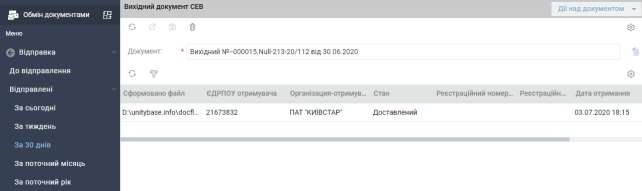 Обмін документами
Меню
Відправка
До відправлення
Відправлені
За сьогодні
За тиждень
За 30 днів
За поточний місяць
За поточний рік
Вихідний документ СЕВ
Дії над документом
Документ: * Вихідний №-000015,Null-213-20/112 від 30.06.2020
Сформовано файл ЄДРПОУ отримувача Організація-отримув... Стан Реєстраційний номер... Реєстраційн... Дата отримання
D:\unitybase.info\docfl... 21673832 ПАТ "КИЇВСТАР" Доставлений 03.07.2020 18:15